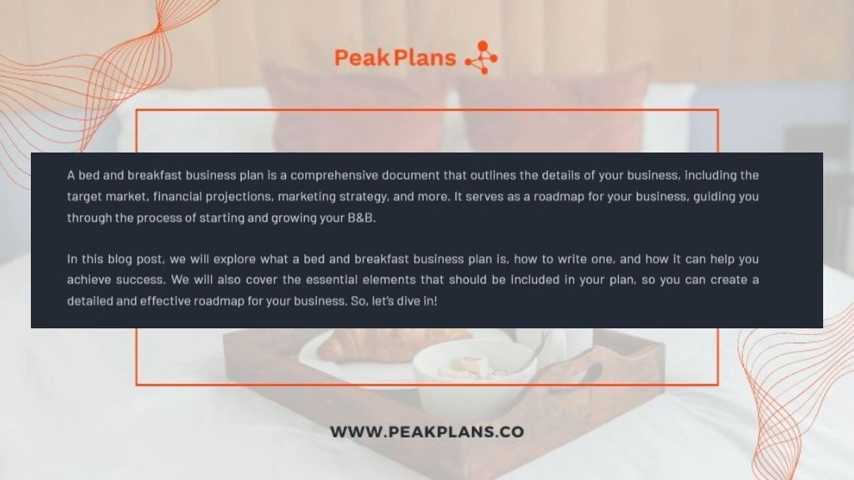 Peak Plans
A bed and breakfast business plan is a comprehensive document that outlines the details of your business, including the
target market, financial projections, marketing strategy, and more. It serves as a roadmap for your business, guiding you
through the process of starting and growing your B&B.
In this blog post, we will explore what a bed and breakfast business plan is, how to write one, and how it can help you
achieve success. We will also cover the essential elements that should be included in your plan, so you can create a
detailed and effective roadmap for your business. So, let's dive in!
WWW.PEAKPLANS.CO